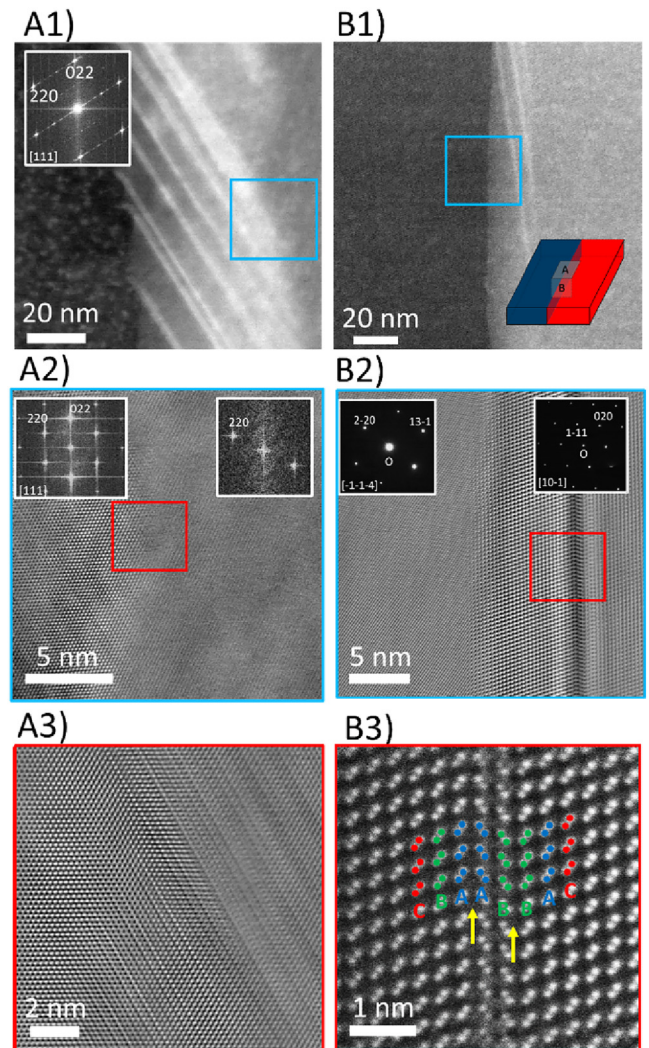 A1)
022
220
[111]
20 nm
B1)
A
B
20 nm
A2)
022
220
[111]
220
5 nm
B2)
2-20
13-1
O
[-1-1-4]
020
1-11
O
[10-1]
5 nm
A3)
2 nm
B3)
C B A A B B A C
1 nm